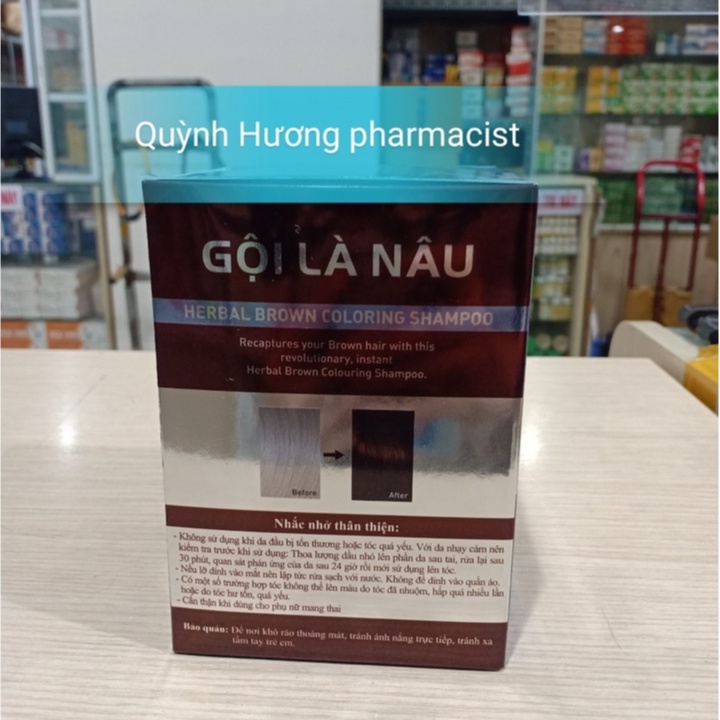 Quỳnh Hương pharmacist
GỘI LÀ NÂU
HERBAL BROWN COLORING SHAMPOO
Recaptures your Brown hair with this
revolutionary, instant
Herbal Brown Colouring Shampoo.
Before
After
Nhắc nhở thân thiện:
- Không sử dụng khi da đầu bị tổn thương hoặc tóc quá yếu. Với da nhạy cảm nên
kiểm tra trước khi sử dụng: Thoa lượng dầu nhỏ lên phần da sau tai, rửa lại sau
30 phút, quan sát phản ứng của da sau 24 giờ rồi mới sử dụng lên tóc.
- Nếu lỡ dính vào mắt nên lập tức rửa sạch với nước. Không để dính vào quần áo.
- Có một số trường hợp tóc không thể lên màu do tóc đã nhuộm, hấp quá nhiều lần
hoặc do tóc hư tổn, quá yếu.
- Cẩn thận khi dùng cho phụ nữ mang thai
Bảo quản: Để nơi khô ráo thoáng mát, tránh ánh nắng trực tiếp, tránh xa
tầm tay trẻ em.